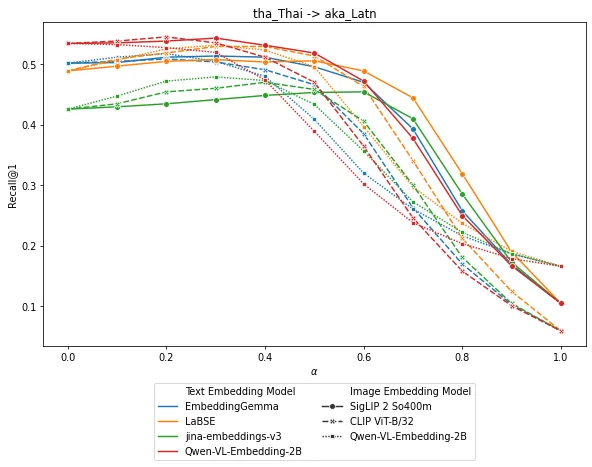 tha_Thai -> aka_Latn
Recall@1
0.5
0.4
0.3
0.2
0.1
0.0 0.2 0.4 0.6 0.8 1.0
α
Text Embedding Model
EmbeddingGemma
LaBSE
jina-embeddings-v3
Qwen-VL-Embedding-2B
Image Embedding Model
SigLIP 2 So400m
CLIP ViT-B/32
Qwen-VL-Embedding-2B